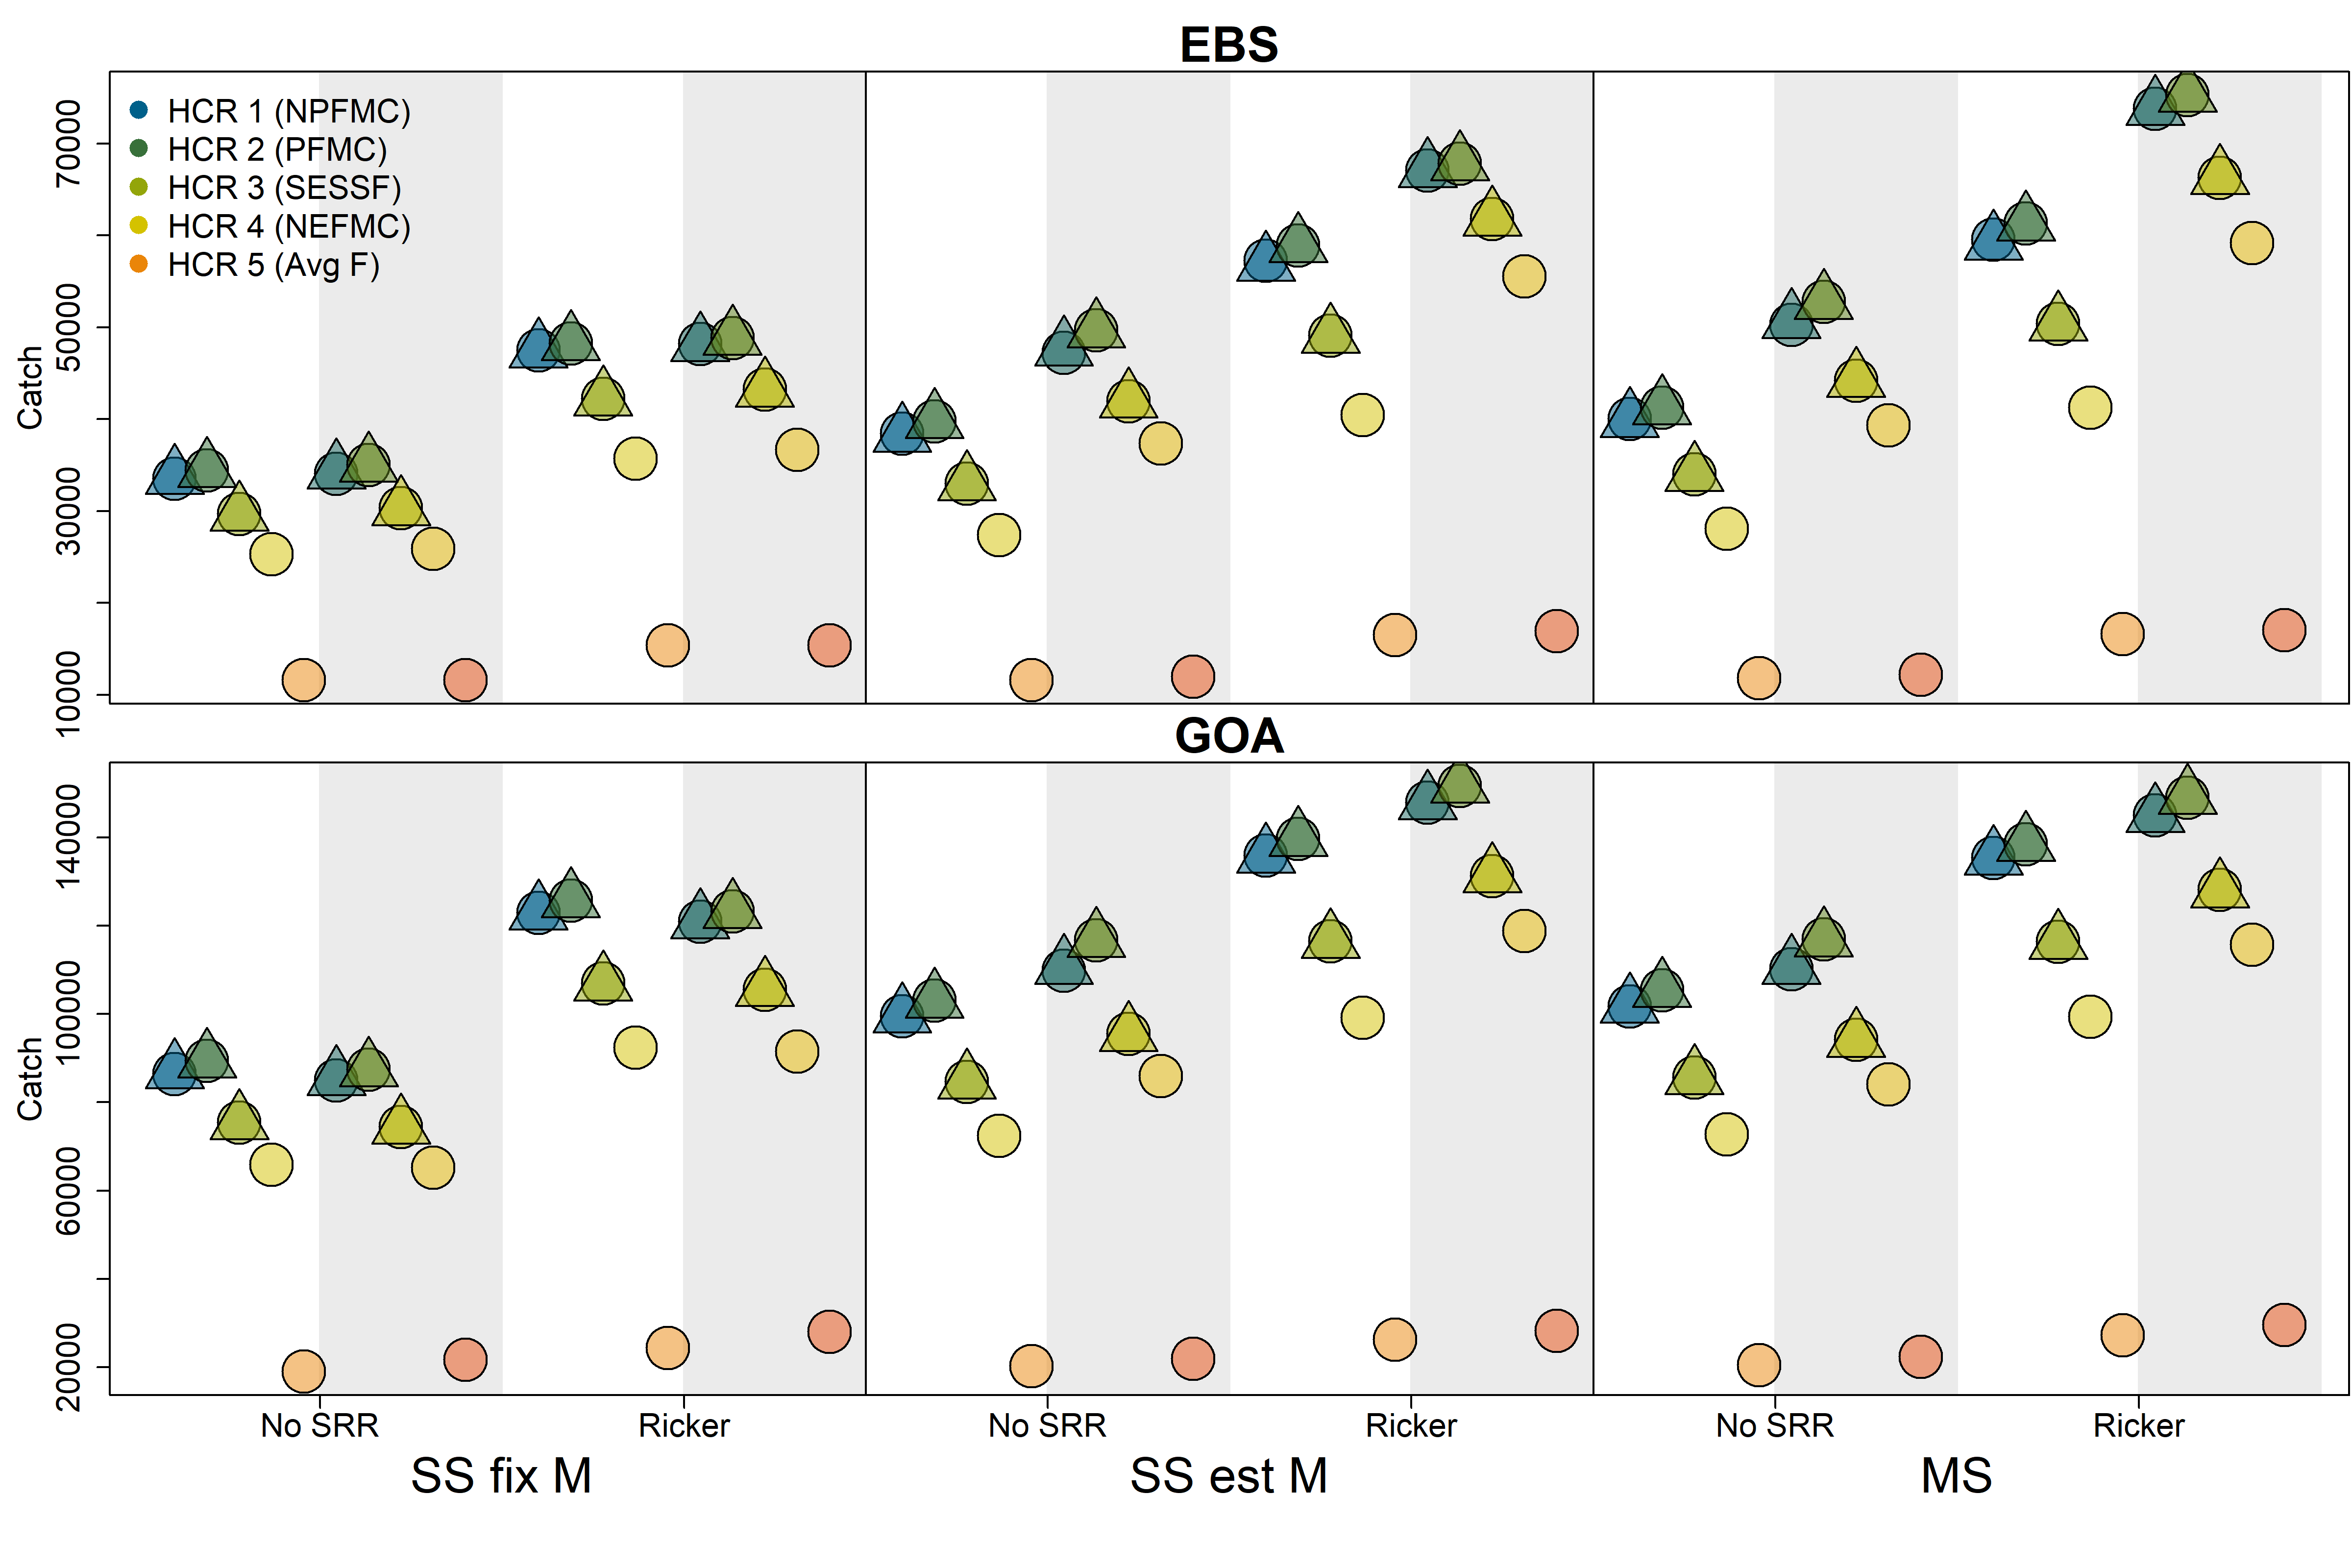 EBS
HCR 1 (NPFMC)
HCR 2 (PFMC)
HCR 3 (SESSF)
HCR 4 (NEFMC)
HCR 5 (Avg F)
Catch
70000
50000
30000
10000
GOA
Catch
140000
100000
60000
20000
No SRR
Ricker
No SRR
Ricker
No SRR
Ricker
SS fix M
SS est M
MS